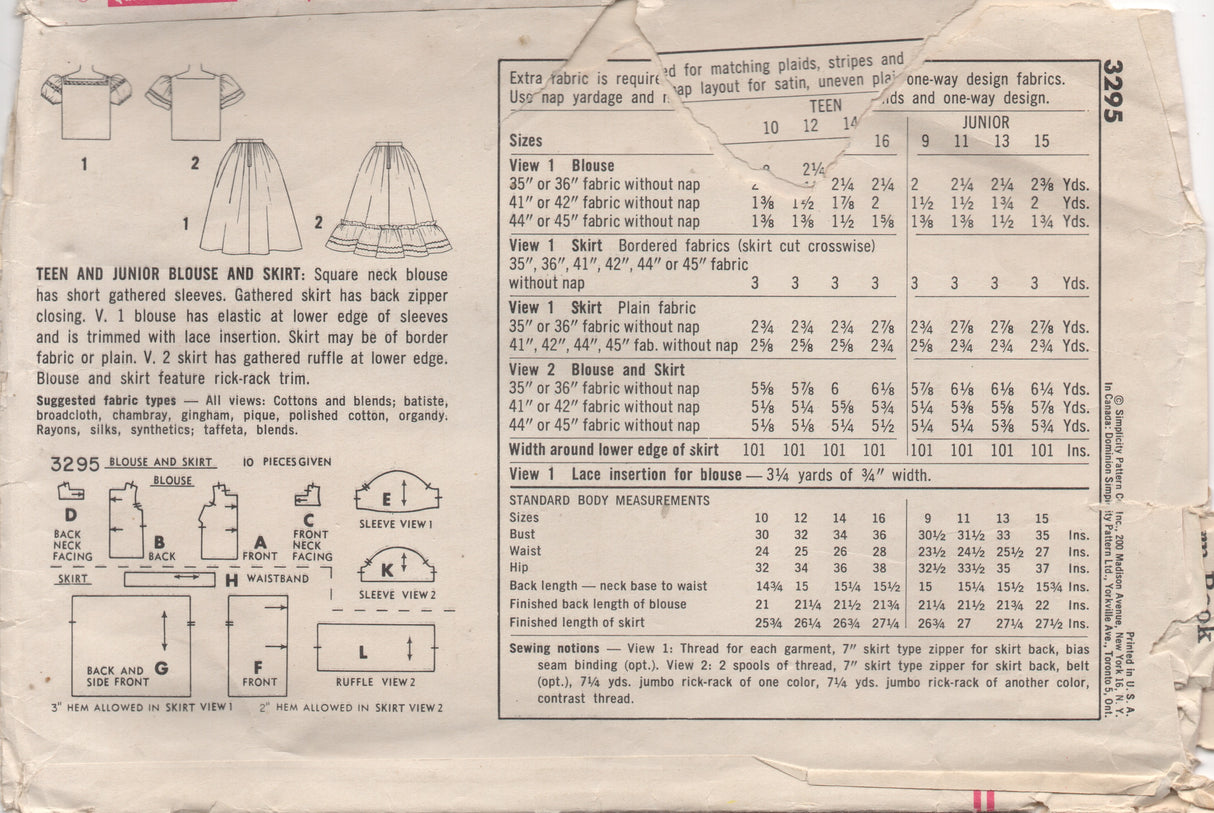 1
2
1
2
TEEN AND JUNIOR BLOUSE AND SKIRT: Square neck blouse
has short gathered sleeves. Gathered skirt has back zipper
closing. V. 1 blouse has elastic at lower edge of sleeves
and is trimmed with lace insertion. Skirt may be of border
fabric or plain. V. 2 skirt has gathered ruffle at lower edge.
Blouse and skirt feature rick-rack trim.
Suggested fabric types — All views: Cottons and blends; batiste,
broadcloth, chambray, gingham, pique, polished cotton, organdy.
Rayons, silks, synthetics; taffeta, blends.
3295 BLOUSE AND SKIRT 10 PIECES GIVEN
BLOUSE
D
BACK
NECK
FACING
B
BACK
A
FRONT
C
FRONT
NECK
FACING
E
SLEEVE VIEW 1
K
SLEEVE VIEW 2
SKIRT
H WAISTBAND
BACK AND
SIDE FRONT
G
F
FRONT
L
RUFFLE VIEW 2
3" HEM ALLOWED IN SKIRT VIEW 1 2" HEM ALLOWED IN SKIRT VIEW 2
Extra fabric is required for matching plaids, stripes and one-way design fabrics.
Use nap yardage and nap layout for satin, uneven plaids and one-way design.
TEEN JUNIOR
Sizes 10 12 14 16 9 11 13 15
View 1 Blouse
35" or 36" fabric without nap 2 2¼ 2¼ 2¼ 2 2¼ 2¼ 2⅜ Yds.
41" or 42" fabric without nap 1⅜ 1½ 1⅞ 2 1½ 1½ 1¾ 2 Yds.
44" or 45" fabric without nap 1⅜ 1⅜ 1½ 1⅝ 1⅜ 1⅜ 1½ 1¾ Yds.
View 1 Skirt Bordered fabrics (skirt cut crosswise)
35", 36", 41", 42", 44" or 45" fabric
without nap 3 3 3 3 3 3 3 3 Yds.
View 1 Skirt Plain fabric
35" or 36" fabric without nap 2¾ 2¾ 2¾ 2⅞ 2¾ 2⅞ 2⅞ 2⅞ Yds.
41", 42", 44", 45" fab. without nap 2⅝ 2⅝ 2⅝ 2¾ 2⅝ 2¾ 2¾ 2¾ Yds.
View 2 Blouse and Skirt
35" or 36" fabric without nap 5⅝ 5⅞ 6 6⅛ 5⅞ 6⅛ 6⅛ 6¼ Yds.
41" or 42" fabric without nap 5⅛ 5¼ 5⅝ 5¾ 5¼ 5⅜ 5⅝ 5⅞ Yds.
44" or 45" fabric without nap 5⅛ 5⅛ 5¼ 5½ 5¼ 5¼ 5⅜ 5¾ Yds.
Width around lower edge of skirt 101 101 101 101 101 101 101 101 Ins.
View 1 Lace insertion for blouse — 3¼ yards of ¾" width.
STANDARD BODY MEASUREMENTS
Sizes 10 12 14 16 9 11 13 15
Bust 30 32 34 36 30½ 31½ 33 35 Ins.
Waist 24 25 26 28 23½ 24½ 25½ 27 Ins.
Hip 32 34 36 38 32½ 33½ 35 37 Ins.
Back length — neck base to waist 14¾ 15 15¼ 15½ 15 15¼ 15½ 15¾ Ins.
Finished back length of blouse 21 21¼ 21½ 21¾ 21¼ 21½ 21¾ 22 Ins.
Finished length of skirt 25¾ 26¼ 26¾ 27¼ 26¾ 27 27¼ 27½ Ins.
Sewing notions — View 1: Thread for each garment, 7" skirt type zipper for skirt back, bias
seam binding (opt.). View 2: 2 spools of thread, 7" skirt type zipper for skirt back, belt
(opt.), 7¼ yds. jumbo rick-rack of one color, 7¼ yds. jumbo rick-rack of another color,
contrast thread.
3295
Printed in U. S. A.
© Simplicity Pattern Co. Inc., 200 Madison Avenue, New York 16, N. Y.
In Canada: Dominion Simplicity Pattern Ltd., Yorkville Ave., Toronto 5, Ont.
Book